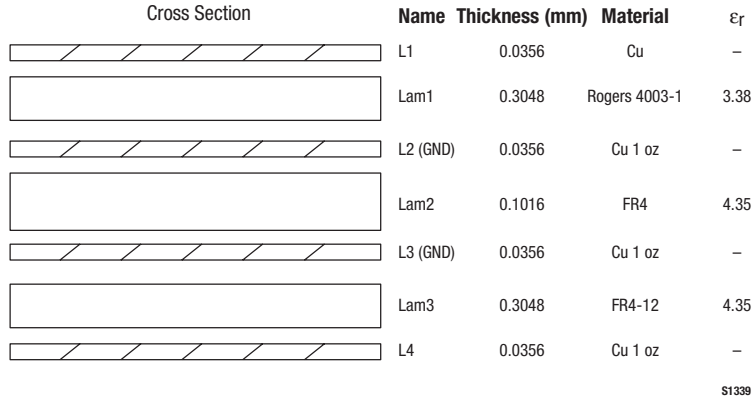 Cross Section Name Thickness (mm) Material εr
L1 0.0356 Cu –
Lam1 0.3048 Rogers 4003-1 3.38
L2 (GND) 0.0356 Cu 1 oz –
Lam2 0.1016 FR4 4.35
L3 (GND) 0.0356 Cu 1 oz –
Lam3 0.3048 FR4-12 4.35
L4 0.0356 Cu 1 oz –
S1339